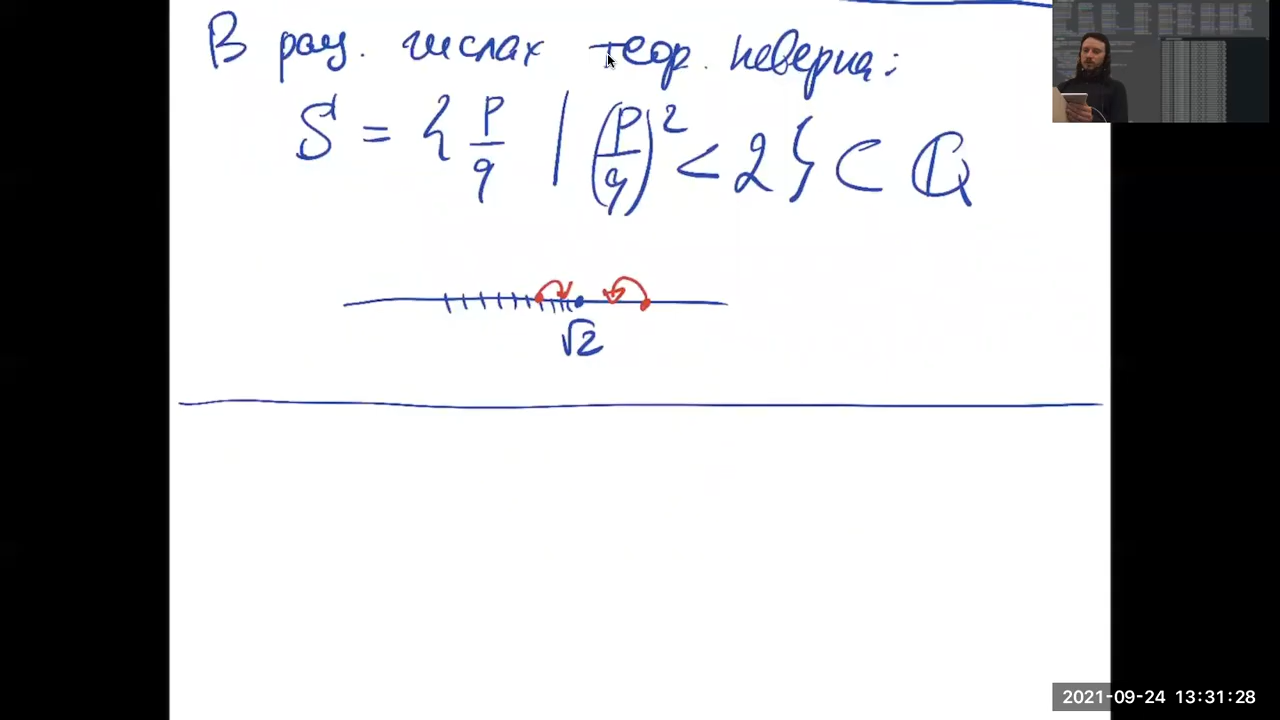 В рац. числах теор. неверна:
S = { p/q | (p/q)² < 2 } ⊂ ℚ
√2
2021-09-24 13:31:28